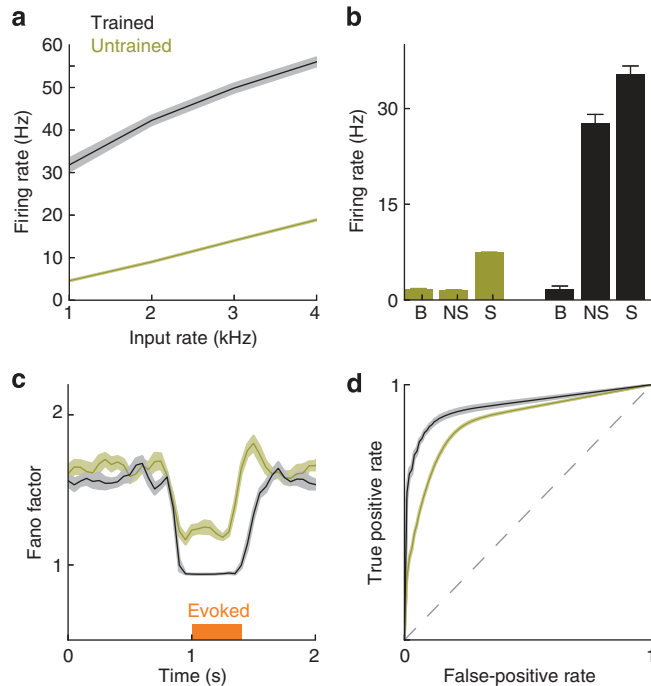 a
Trained
Untrained
60
50
40
30
20
10
0
Firing rate (Hz)
1
2
3
4
Input rate (kHz)
b
30
15
0
Firing rate (Hz)
B
NS
S
B
NS
S
c
2
1
Fano factor
Evoked
0
1
2
Time (s)
d
1
True positive rate
0
1
False-positive rate